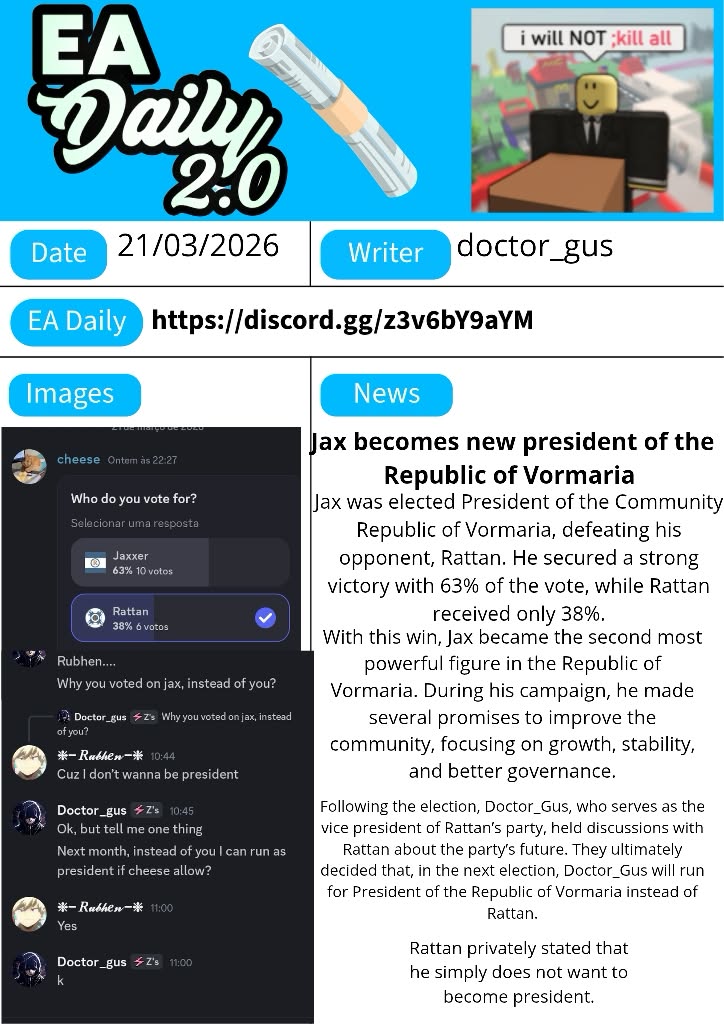 EA
Daily
2.0
i will NOT ;kill all
Date
21/03/2026
Writer
doctor_gus
EA Daily
https://discord.gg/z3v6bY9aYM
Images
21 de março de 2026
cheese Ontem às 22:27
Who do you vote for?
Selecionar uma resposta
Jaxxer
63% 10 votos
Rattan
38% 6 votos
Rubhen....
Why you voted on jax, instead of you?
Doctor_gus Z's Why you voted on jax, instead
of you?
❈–𝓡𝓾𝓫𝓱𝓮𝓷–❈ 10:44
Cuz I don't wanna be president
Doctor_gus Z's 10:45
Ok, but tell me one thing
Next month, instead of you I can run as
president if cheese allow?
❈–𝓡𝓾𝓫𝓱𝓮𝓷–❈ 11:00
Yes
Doctor_gus Z's 11:00
k
News
Jax becomes new president of the
Republic of Vormaria
Jax was elected President of the Community
Republic of Vormaria, defeating his
opponent, Rattan. He secured a strong
victory with 63% of the vote, while Rattan
received only 38%.
With this win, Jax became the second most
powerful figure in the Republic of
Vormaria. During his campaign, he made
several promises to improve the
community, focusing on growth, stability,
and better governance.
Following the election, Doctor_Gus, who serves as the
vice president of Rattan's party, held discussions with
Rattan about the party's future. They ultimately
decided that, in the next election, Doctor_Gus will run
for President of the Republic of Vormaria instead of
Rattan.
Rattan privately stated that
he simply does not want to
become president.